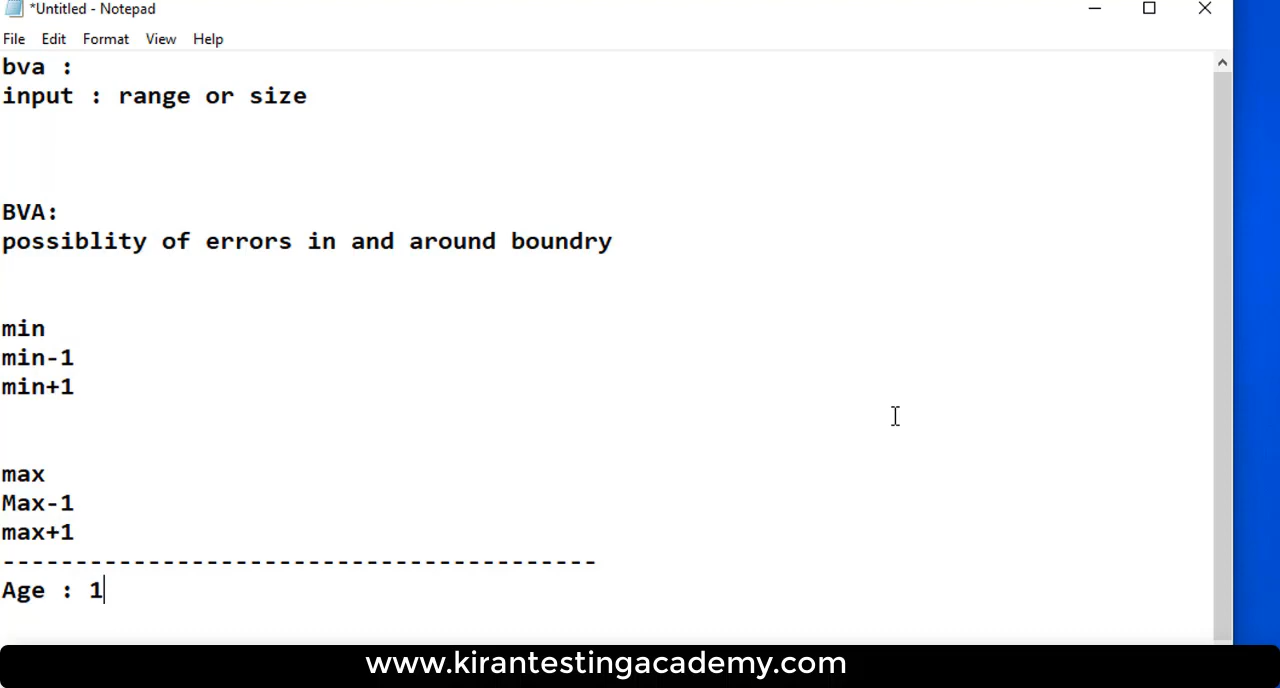 *Untitled - Notepad
File Edit Format View Help
bva :
input : range or size
BVA:
possiblity of errors in and around boundry
min
min-1
min+1
max
Max-1
max+1
-----------------------------------------
Age : 1
www.kirantestingacademy.com